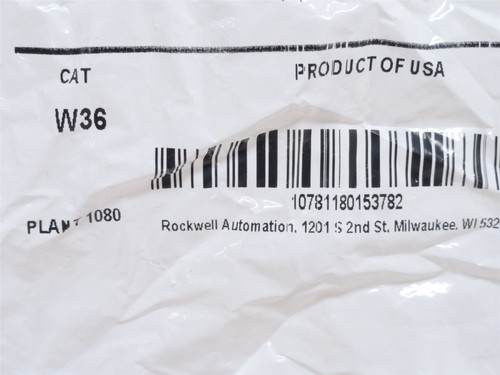 CAT PRODUCT OF USA
W36
10781180153782
PLANT 1080
Rockwell Automation, 1201 S 2nd St. Milwaukee, WI 532